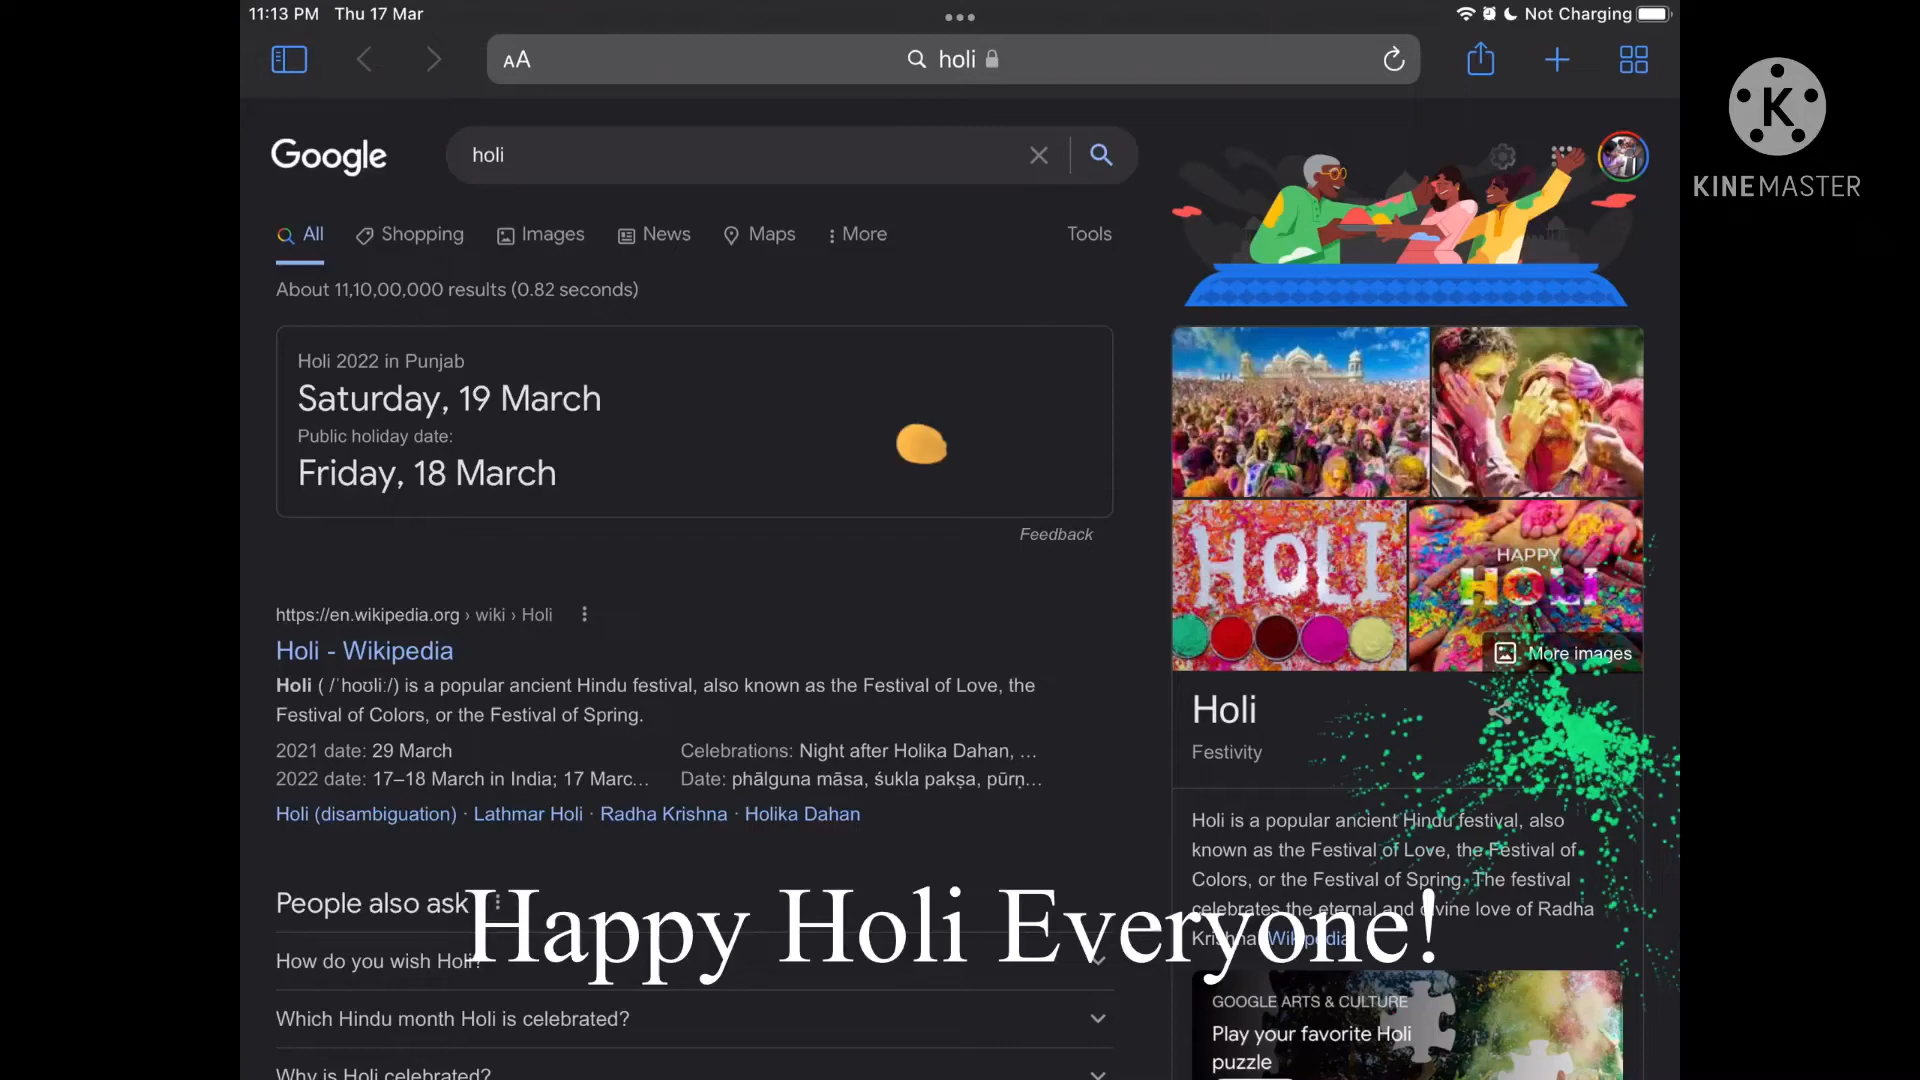 11:13 PM Thu 17 Mar
Not Charging
AA
holi
K
KINEMASTER
Google
holi
All Shopping Images News Maps More Tools
About 11,10,00,000 results (0.82 seconds)
Holi 2022 in Punjab
Saturday, 19 March
Public holiday date:
Friday, 18 March
Feedback
https://en.wikipedia.org › wiki › Holi
Holi - Wikipedia
Holi ( /ˈhoʊliː/) is a popular ancient Hindu festival, also known as the Festival of Love, the
Festival of Colors, or the Festival of Spring.
2021 date: 29 March
Celebrations: Night after Holika Dahan, ...
2022 date: 17–18 March in India; 17 Marc...
Date: phālguna māsa, śukla pakṣa, pūrṇ...
Holi (disambiguation) · Lathmar Holi · Radha Krishna · Holika Dahan
People also ask
How do you wish Holi?
Which Hindu month Holi is celebrated?
Why is Holi celebrated?
HOLI
HAPPY
HOLI
More images
Holi
Festivity
Holi is a popular ancient Hindu festival, also
known as the Festival of Love, the Festival of
Colors, or the Festival of Spring. The festival
celebrates the eternal and divine love of Radha
Krishna. Wikipedia
GOOGLE ARTS & CULTURE
Play your favorite Holi
puzzle
Happy Holi Everyone!